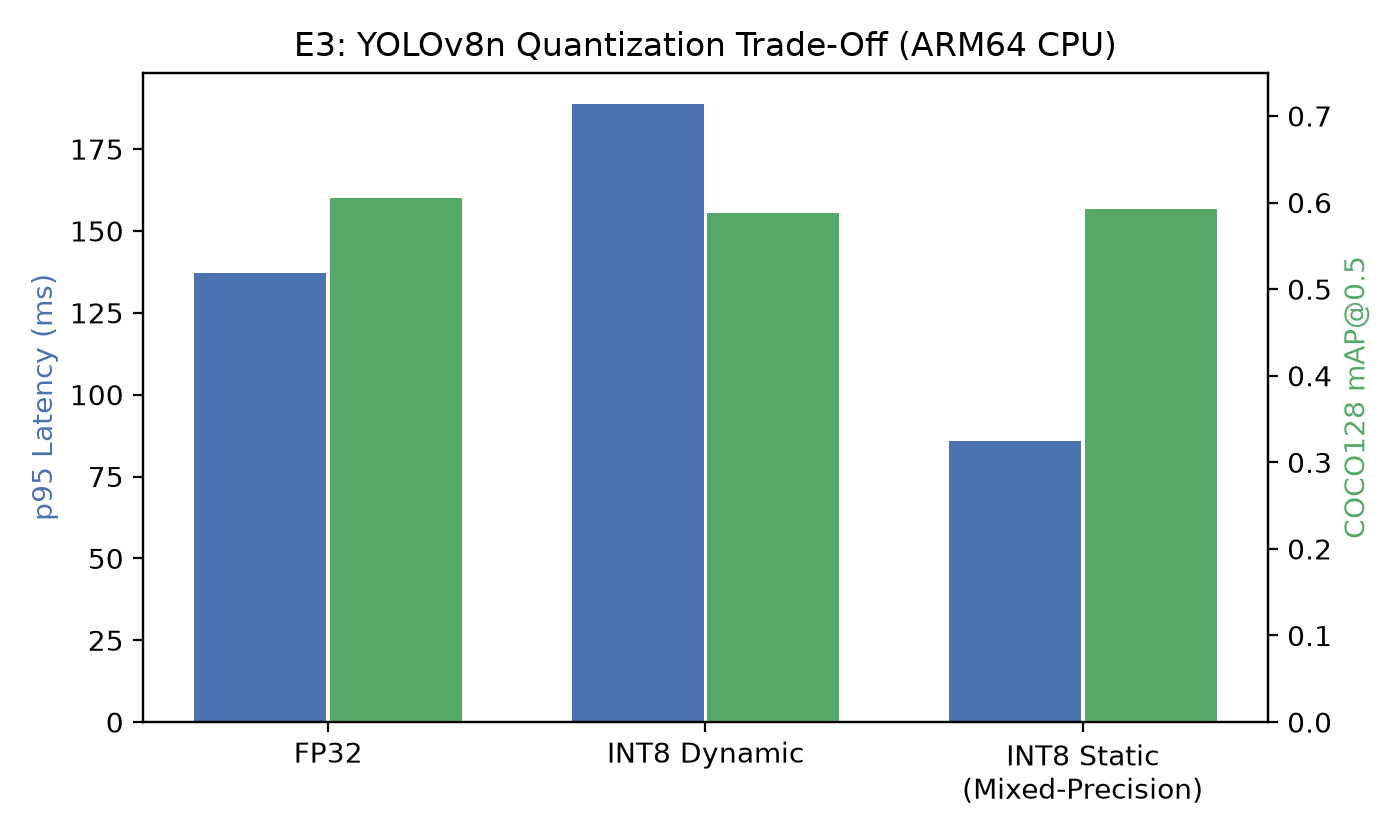 E3: YOLOv8n Quantization Trade-Off (ARM64 CPU)
p95 Latency (ms)
175
150
125
100
75
50
25
0
0.7
0.6
0.5
0.4
0.3
0.2
0.1
0.0
COCO128 mAP@0.5
FP32
INT8 Dynamic
INT8 Static
(Mixed-Precision)